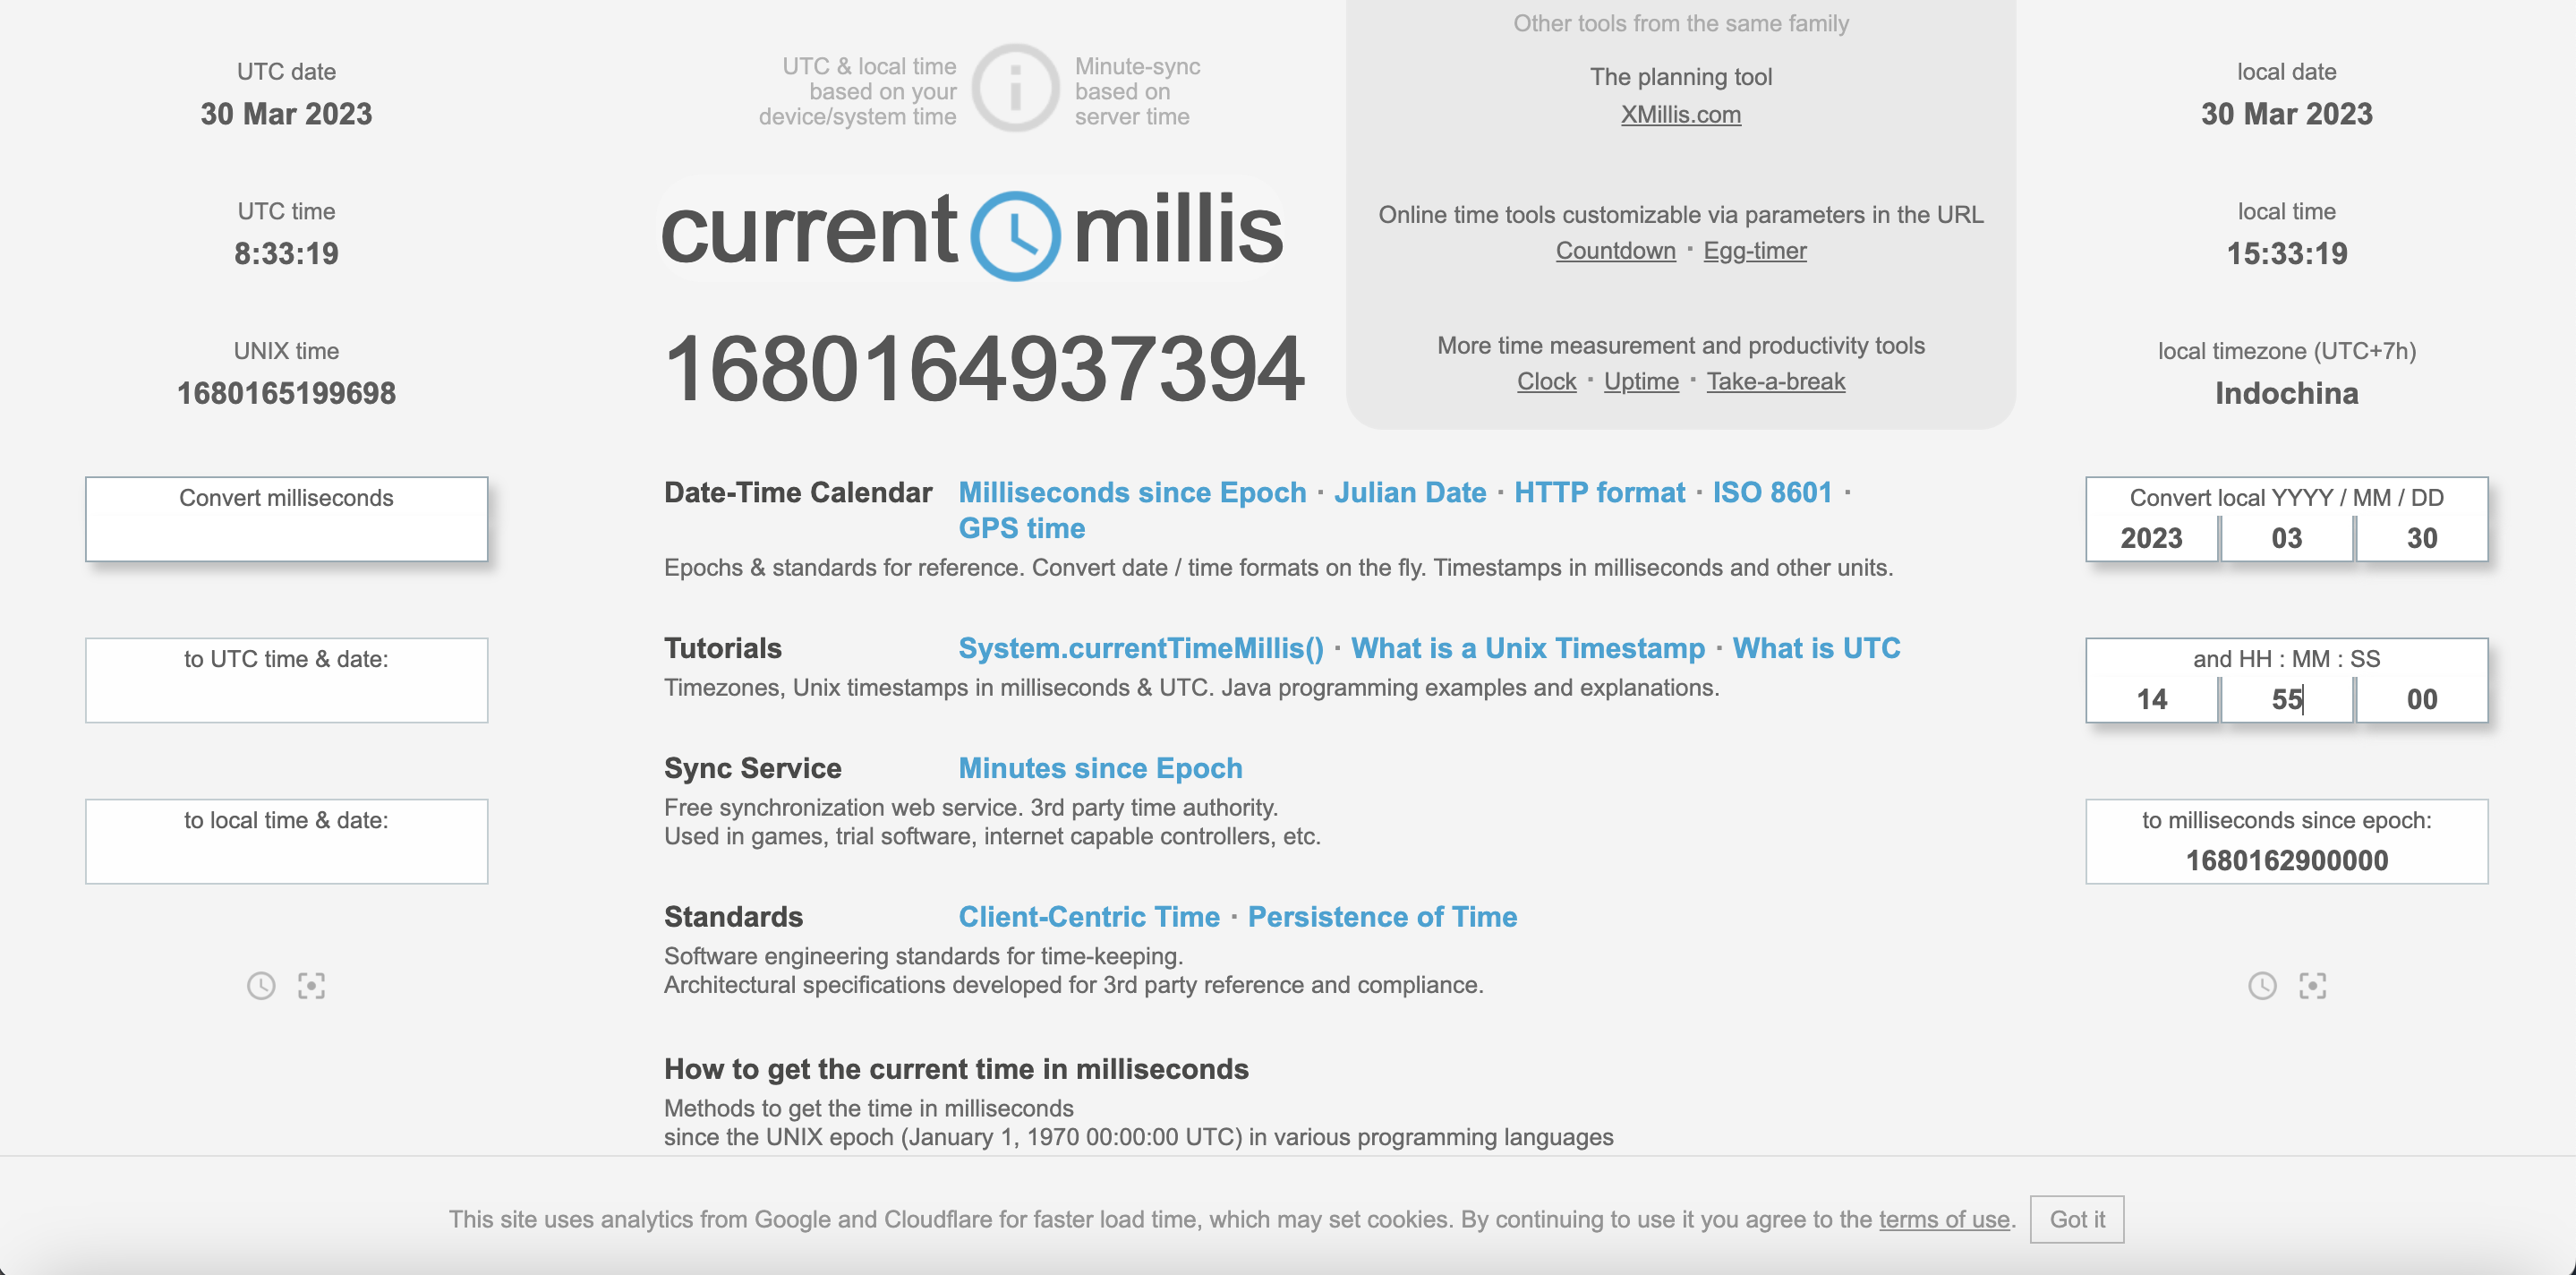 UTC date
30 Mar 2023
UTC time
8:33:19
UNIX time
1680165199698
Convert milliseconds
to UTC time & date:
to local time & date:
UTC & local time
based on your
device/system time
Minute-sync
based on
server time
current millis
1680164937394
Other tools from the same family
The planning tool
XMillis.com
Online time tools customizable via parameters in the URL
Countdown · Egg-timer
More time measurement and productivity tools
Clock · Uptime · Take-a-break
Date-Time Calendar Milliseconds since Epoch · Julian Date · HTTP format · ISO 8601 ·
GPS time
Epochs & standards for reference. Convert date / time formats on the fly. Timestamps in milliseconds and other units.
Tutorials System.currentTimeMillis() · What is a Unix Timestamp · What is UTC
Timezones, Unix timestamps in milliseconds & UTC. Java programming examples and explanations.
Sync Service Minutes since Epoch
Free synchronization web service. 3rd party time authority.
Used in games, trial software, internet capable controllers, etc.
Standards Client-Centric Time · Persistence of Time
Software engineering standards for time-keeping.
Architectural specifications developed for 3rd party reference and compliance.
How to get the current time in milliseconds
Methods to get the time in milliseconds
since the UNIX epoch (January 1, 1970 00:00:00 UTC) in various programming languages
local date
30 Mar 2023
local time
15:33:19
local timezone (UTC+7h)
Indochina
Convert local YYYY / MM / DD
2023 03 30
and HH : MM : SS
14 55 00
to milliseconds since epoch:
1680162900000
This site uses analytics from Google and Cloudflare for faster load time, which may set cookies. By continuing to use it you agree to the terms of use. Got it